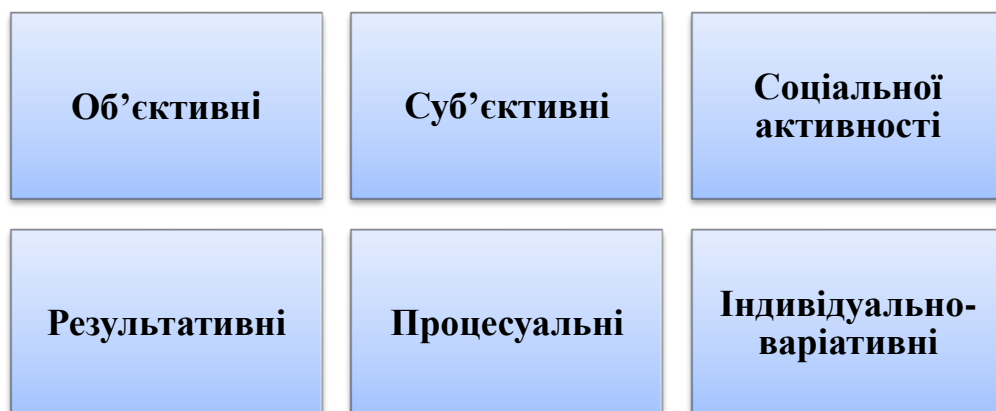 Об’єктивні
Суб’єктивні
Соціальної
активності
Результативні
Процесуальні
Індивідуально-
варіативні